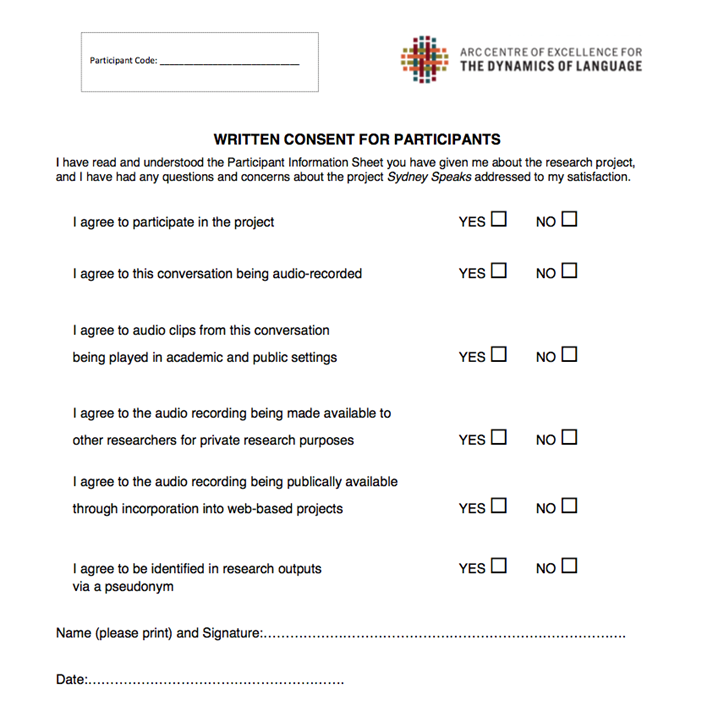 Participant Code: ______________________________
ARC CENTRE OF EXCELLENCE FOR
THE DYNAMICS OF LANGUAGE
WRITTEN CONSENT FOR PARTICIPANTS
I have read and understood the Participant Information Sheet you have given me about the research project,
and I have had any questions and concerns about the project Sydney Speaks addressed to my satisfaction.
I agree to participate in the project YES ☐ NO ☐
I agree to this conversation being audio-recorded YES ☐ NO ☐
I agree to audio clips from this conversation
being played in academic and public settings YES ☐ NO ☐
I agree to the audio recording being made available to
other researchers for private research purposes YES ☐ NO ☐
I agree to the audio recording being publically available
through incorporation into web-based projects YES ☐ NO ☐
I agree to be identified in research outputs YES ☐ NO ☐
via a pseudonym
Name (please print) and Signature:……………………………………………………………………….
Date:………………………………………………….